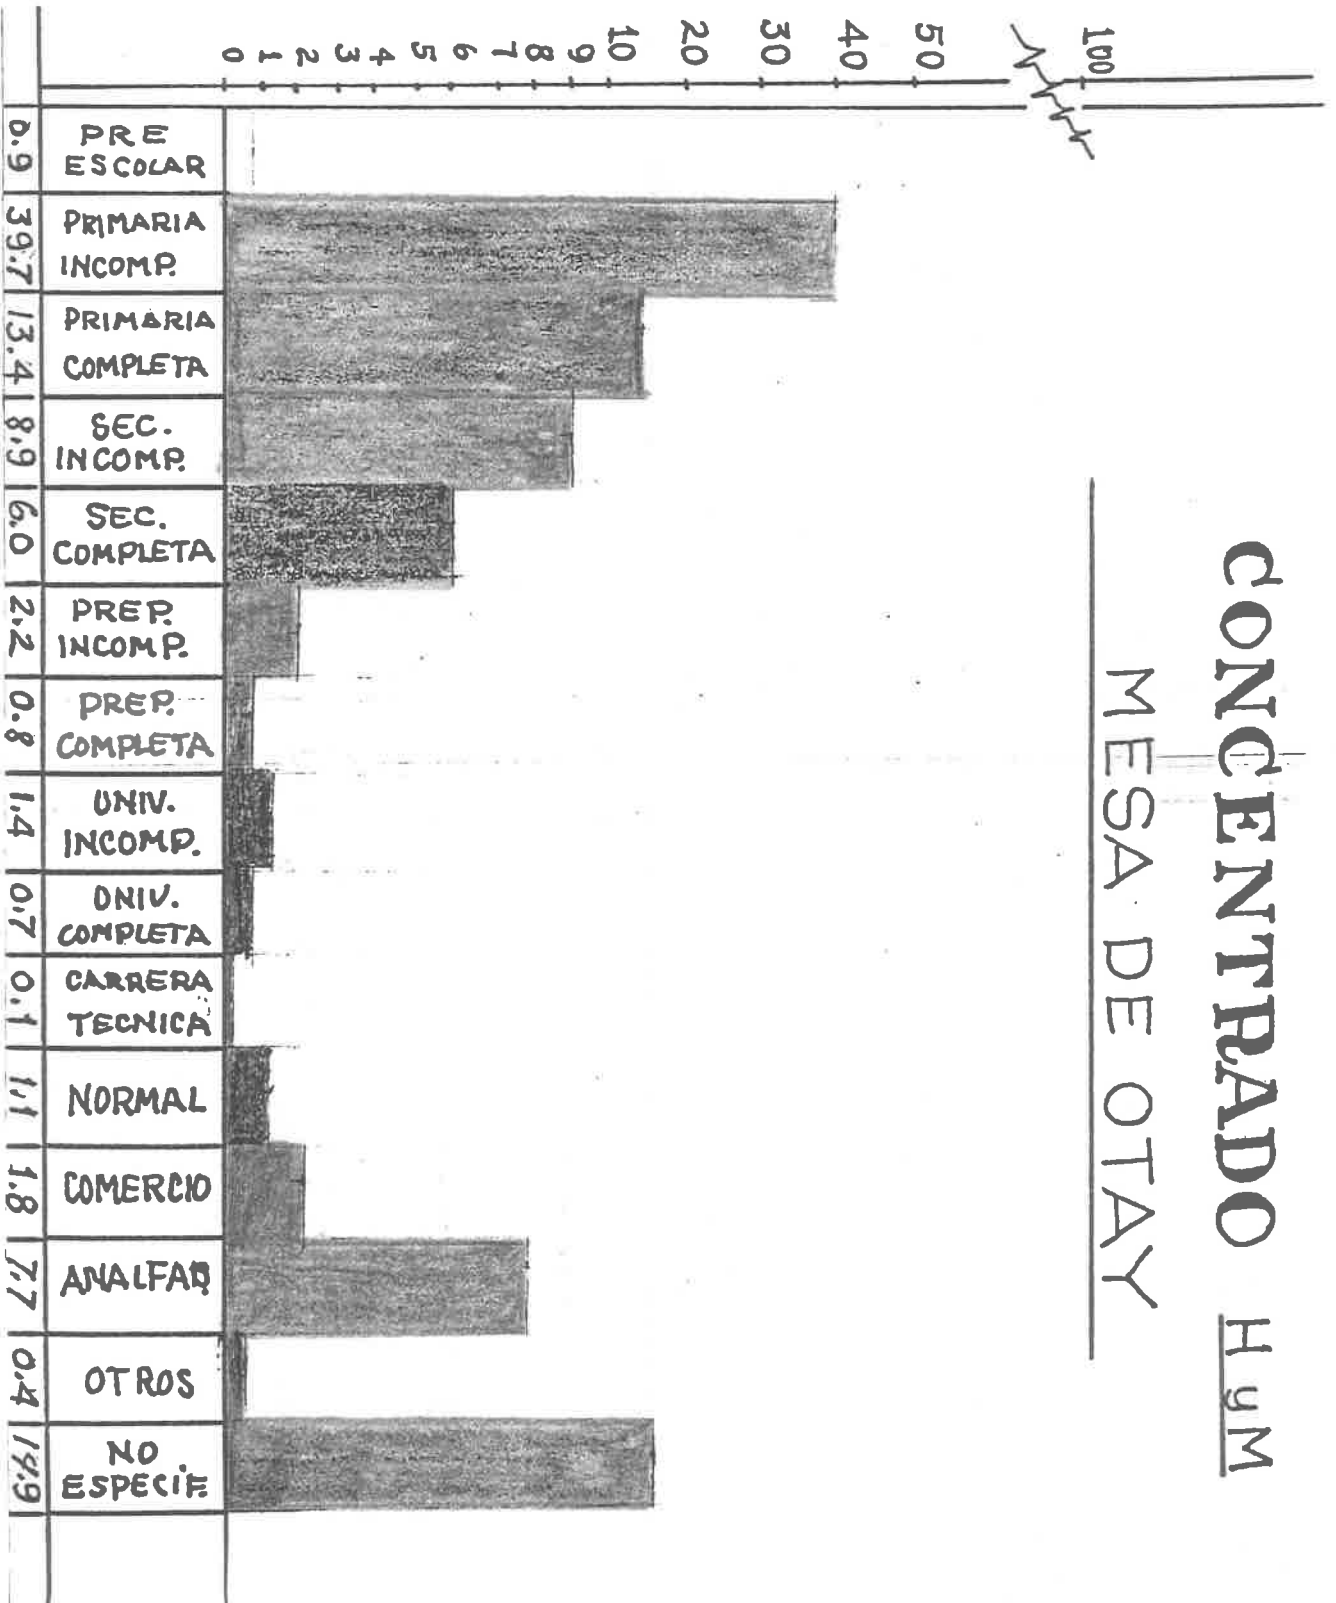 CONCENTRADO HyM
MESA DE OTAY
100
50
40
30
20
10
9
8
7
6
5
4
3
2
1
0
PRE
ESCOLAR
PRIMARIA
INCOMP.
PRIMARIA
COMPLETA
SEC.
INCOMP.
SEC.
COMPLETA
PREP.
INCOMP.
PREP.
COMPLETA
UNIV.
INCOMP.
UNIV.
COMPLETA
CARRERA
TECNICA
NORMAL
COMERCIO
ANALFAB
OTROS
NO
ESPECIF.
0.9 39.7 13.4 8.9 6.0 2.2 0.8 1.4 0.7 0.1 1.1 1.8 7.7 0.4 14.9